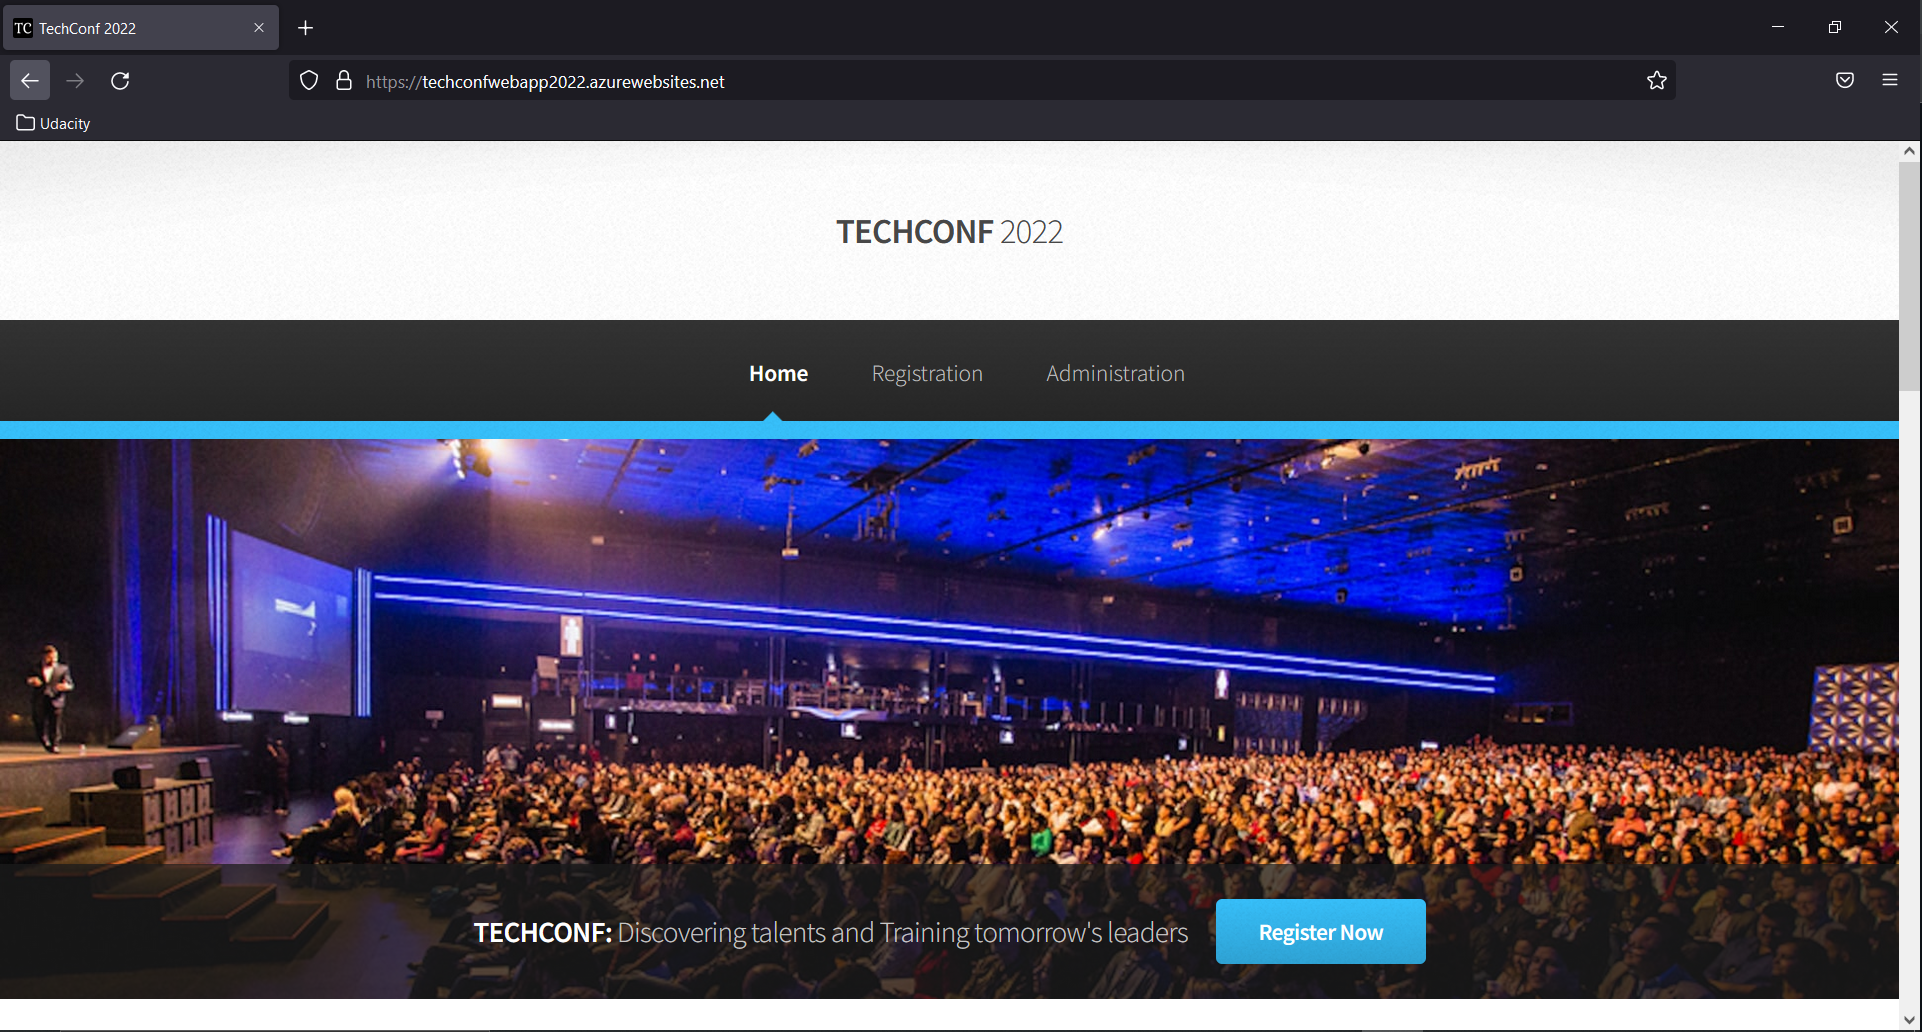 TC TechConf 2022
https://techconfwebapp2022.azurewebsites.net
Udacity
TECHCONF 2022
Home Registration Administration
TECHCONF: Discovering talents and Training tomorrow's leaders Register Now